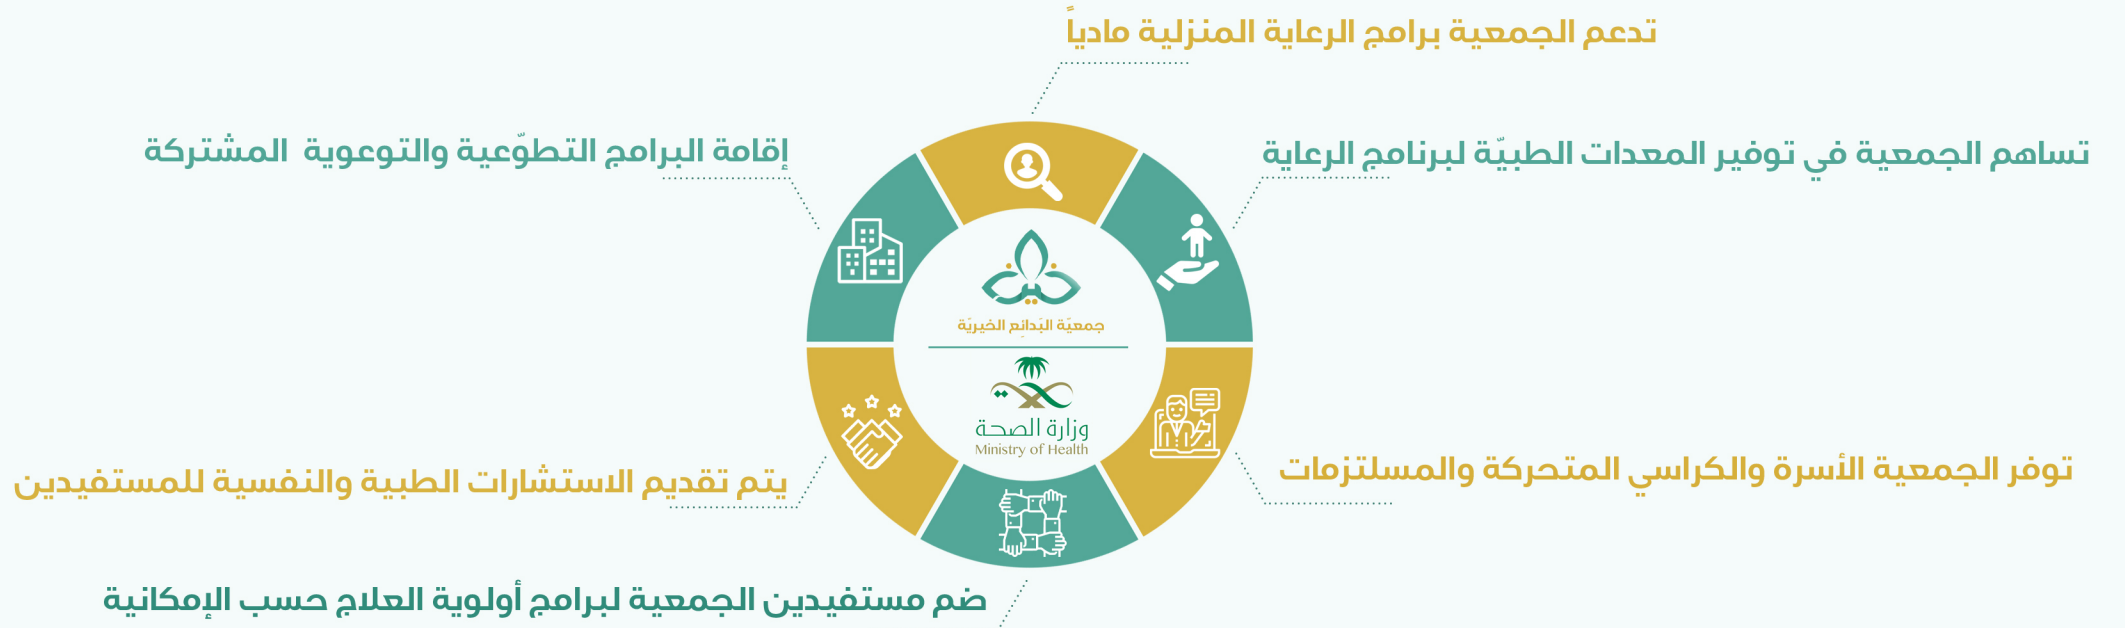 تدعم الجمعية برامج الرعاية المنزلية مادياً
تساهم الجمعية في توفير المعدات الطبيّة لبرنامج الرعاية
إقامة البرامج التطوّعية والتوعوية المشتركة
جمعيّة البَدائع الخيريّة
وزارة الصحة
Ministry of Health
توفر الجمعية الأسرة والكراسي المتحركة والمسلتزمات
يتم تقديم الاستشارات الطبية والنفسية للمستفيدين
ضم مستفيدين الجمعية لبرامج أولوية العلاج حسب الإمكانية